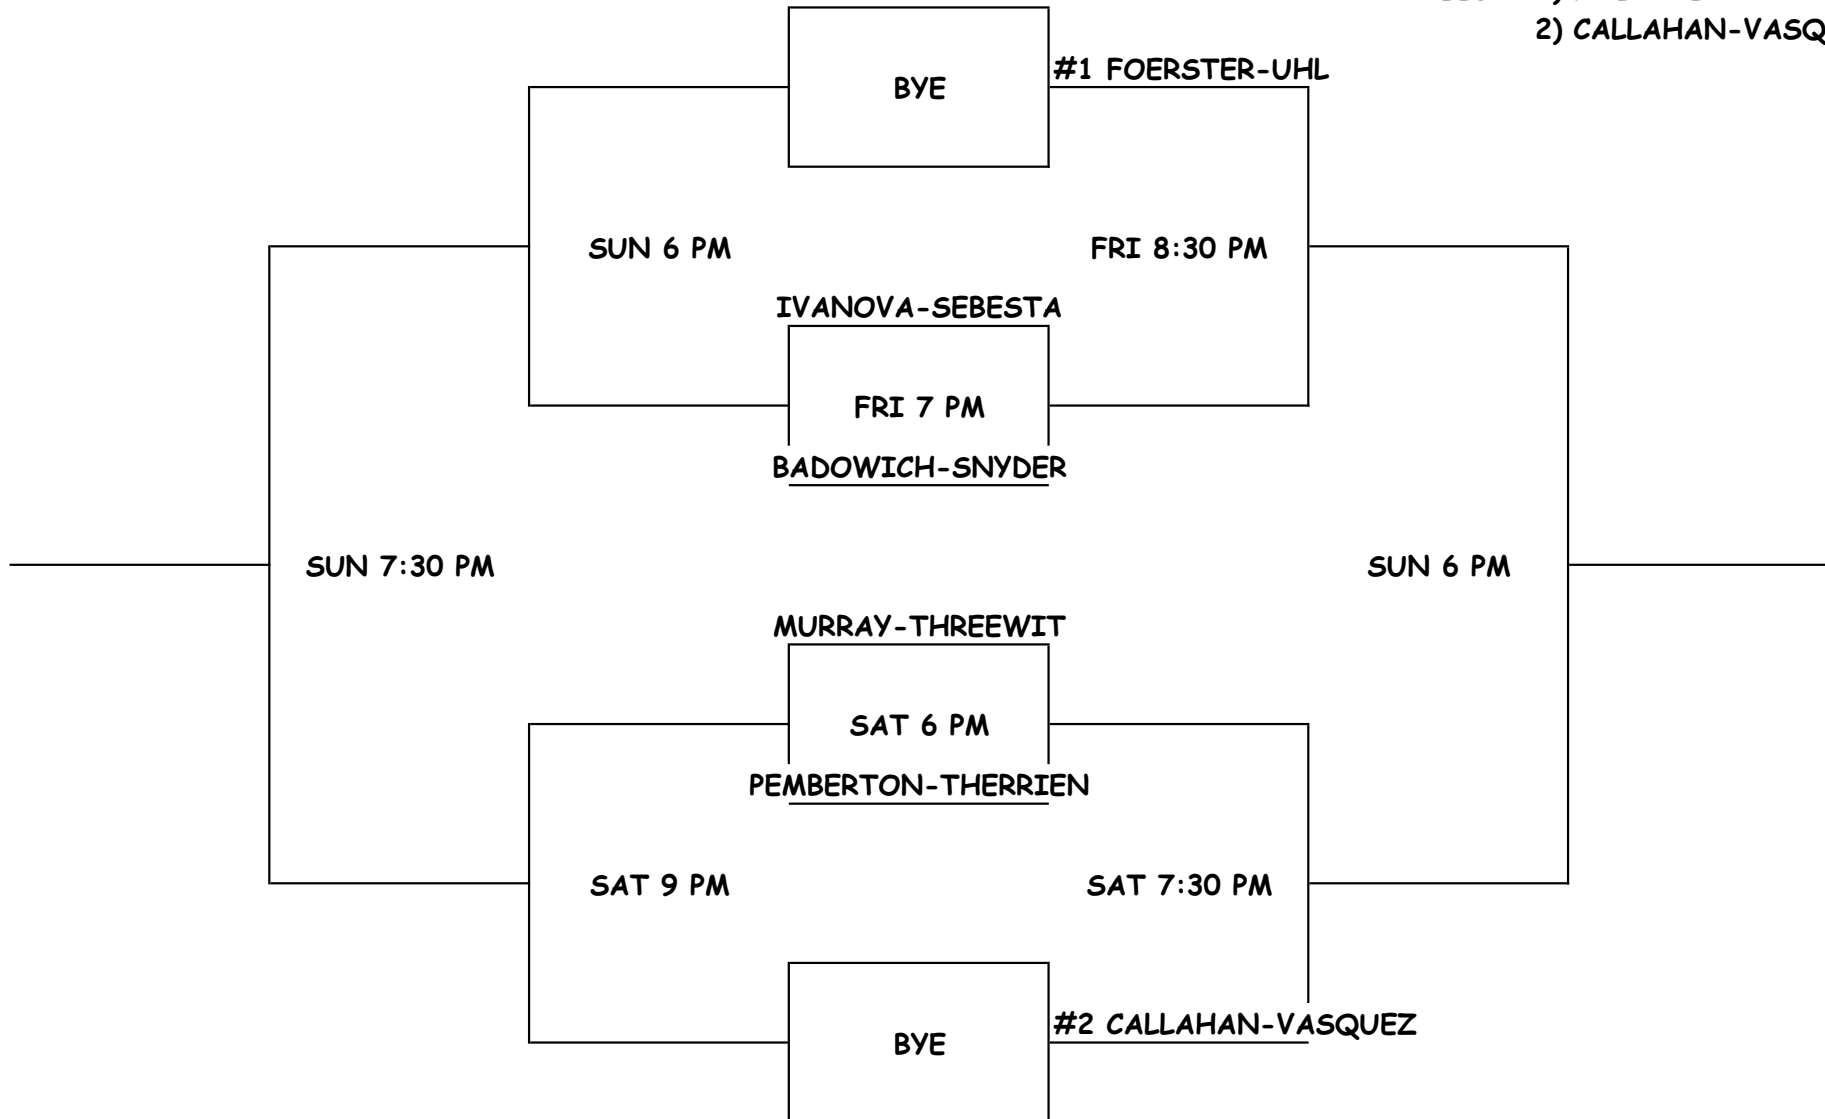 2) CALLAHAN-VASQ
#1 FOERSTER-UHL
BYE
SUN 6 PM
FRI 8:30 PM
IVANOVA-SEBESTA
FRI 7 PM
BADOWICH-SNYDER
SUN 7:30 PM
SUN 6 PM
MURRAY-THREEWIT
SAT 6 PM
PEMBERTON-THERRIEN
SAT 9 PM
SAT 7:30 PM
#2 CALLAHAN-VASQUEZ
BYE